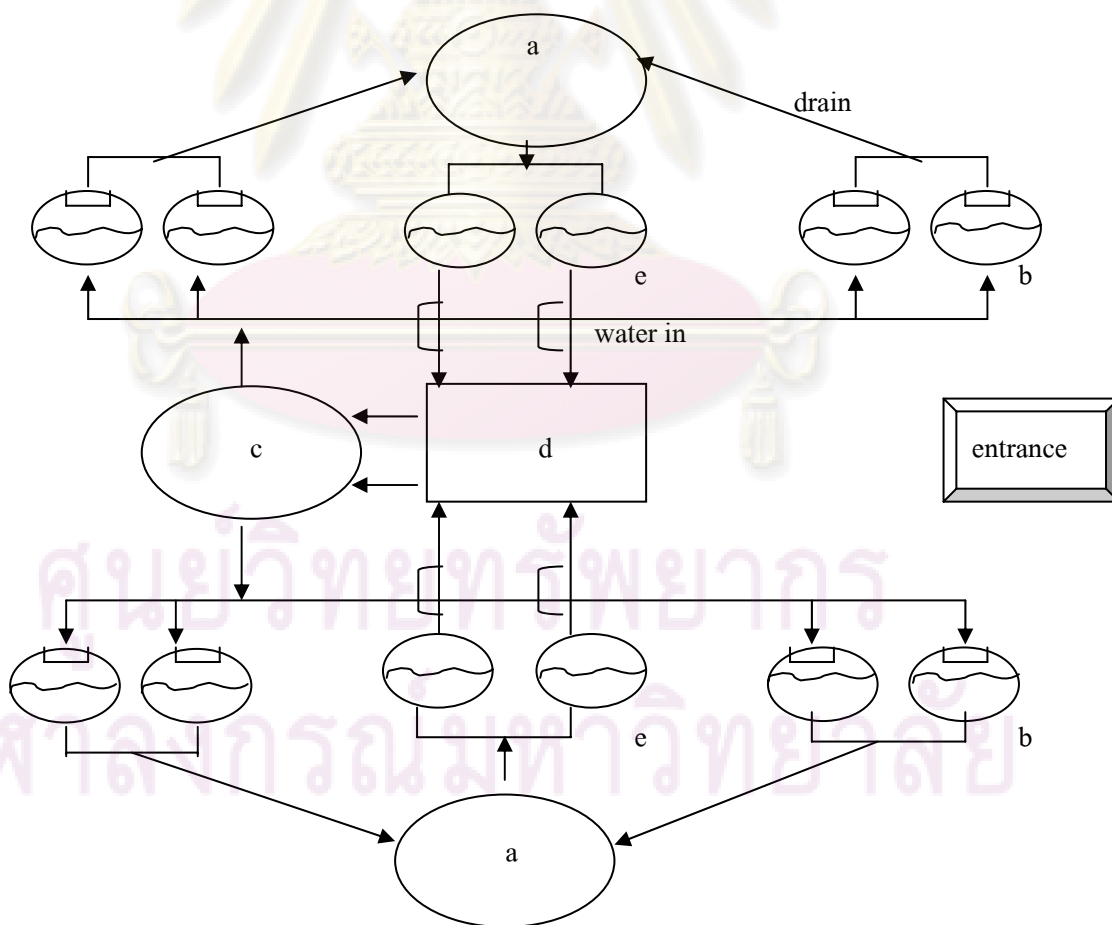 a
drain
e
b
water in
c
d
entrance
ศูนย์วิทยทรัพยากร
จุฬาลงกรณ์มหาวิทยาลัย
e
b
a